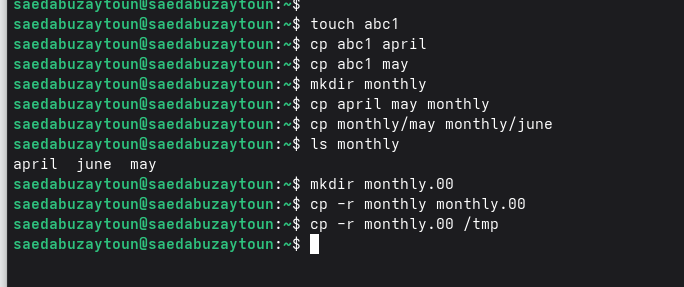 saedabuzaytoun@saedabuzaytoun:~$
saedabuzaytoun@saedabuzaytoun:~$ touch abc1
saedabuzaytoun@saedabuzaytoun:~$ cp abc1 april
saedabuzaytoun@saedabuzaytoun:~$ cp abc1 may
saedabuzaytoun@saedabuzaytoun:~$ mkdir monthly
saedabuzaytoun@saedabuzaytoun:~$ cp april may monthly
saedabuzaytoun@saedabuzaytoun:~$ cp monthly/may monthly/june
saedabuzaytoun@saedabuzaytoun:~$ ls monthly
april  june  may
saedabuzaytoun@saedabuzaytoun:~$ mkdir monthly.00
saedabuzaytoun@saedabuzaytoun:~$ cp -r monthly monthly.00
saedabuzaytoun@saedabuzaytoun:~$ cp -r monthly.00 /tmp
saedabuzaytoun@saedabuzaytoun:~$